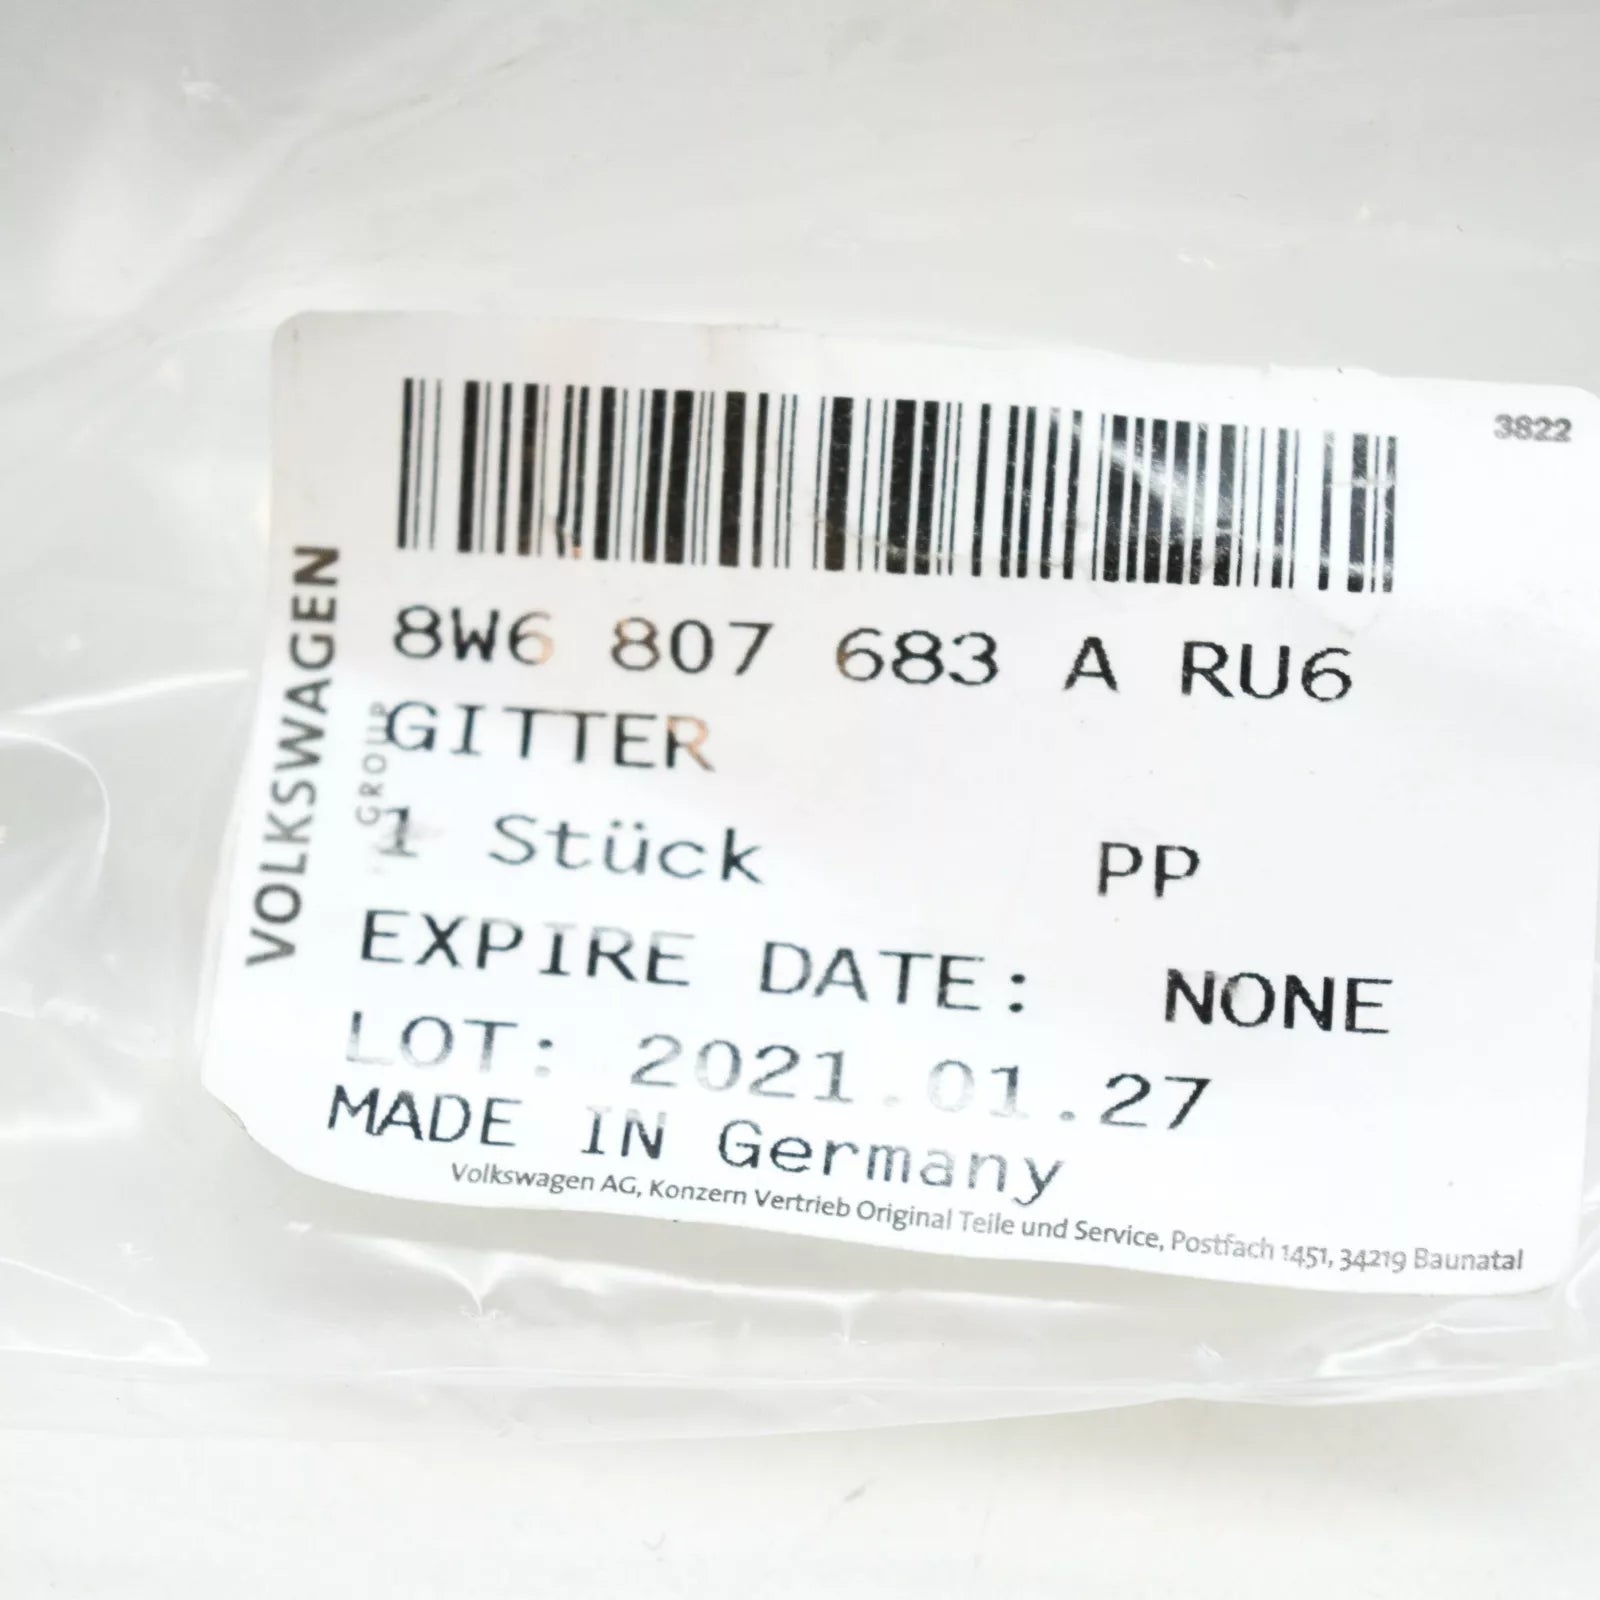 3822
8W6 807 683 A RU6
GITTER
1 Stück PP
EXPIRE DATE: NONE
LOT: 2021.01.27
MADE IN Germany
Volkswagen AG, Konzern Vertrieb Original Teile und Service, Postfach 1451, 34219 Baunatal
VOLKSWAGEN
GROUP